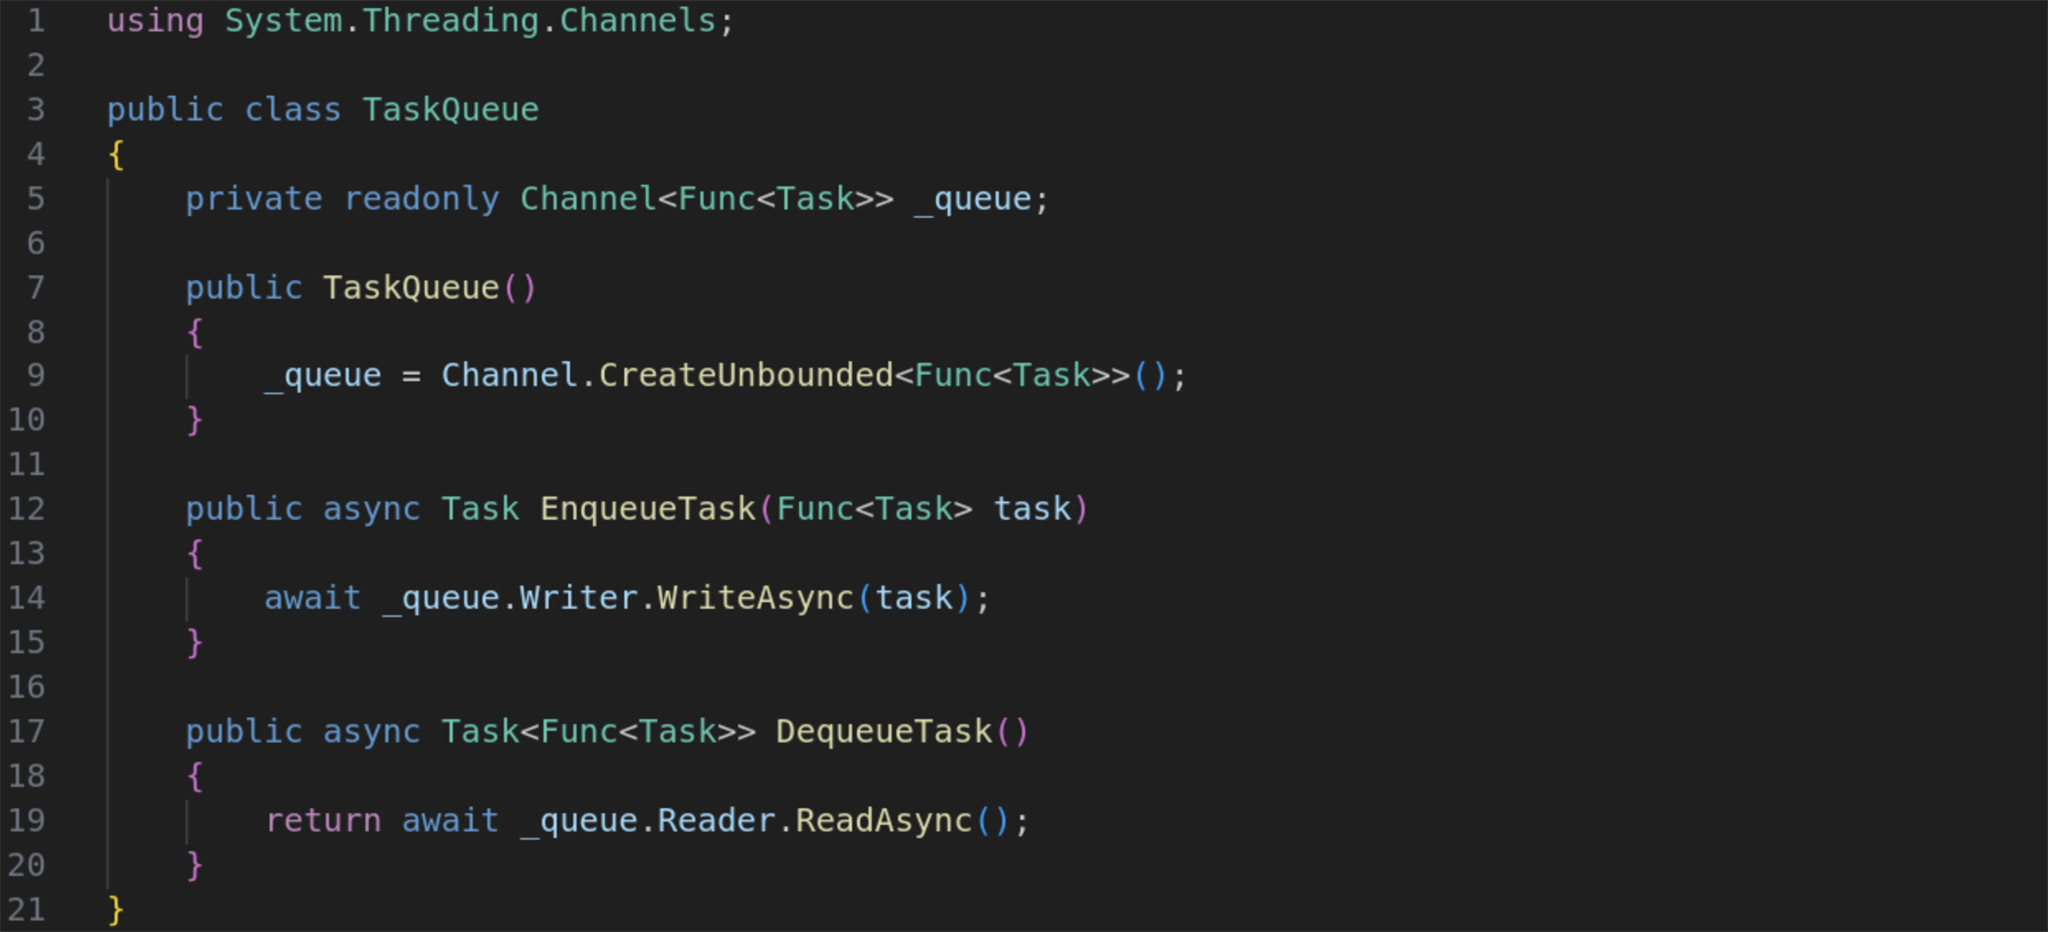 1 using System.Threading.Channels;
2
3 public class TaskQueue
4 {
5     private readonly Channel<Func<Task>> _queue;
6
7     public TaskQueue()
8     {
9         _queue = Channel.CreateUnbounded<Func<Task>>();
10     }
11
12     public async Task EnqueueTask(Func<Task> task)
13     {
14         await _queue.Writer.WriteAsync(task);
15     }
16
17     public async Task<Func<Task>> DequeueTask()
18     {
19         return await _queue.Reader.ReadAsync();
20     }
21 }